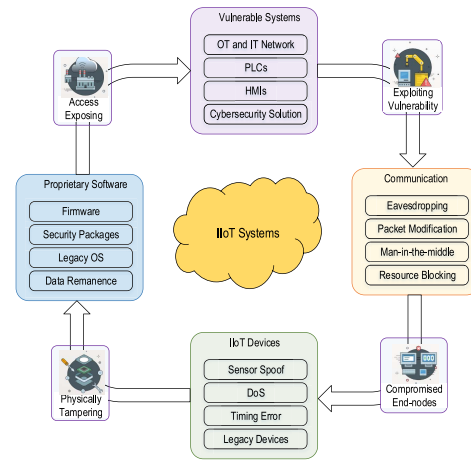 Vulnerable Systems
OT and IT Network
PLCs
HMIs
Cybersecurity Solution
Access
Exposing
Exploiting
Vulnerability
Proprietary Software
Firmware
Security Packages
Legacy OS
Data Remanence
IIoT Systems
Communication
Eavesdropping
Packet Modification
Man-in-the-middle
Resource Blocking
IIoT Devices
Sensor Spoof
DoS
Timing Error
Legacy Devices
Physically
Tampering
Compromised
End-nodes